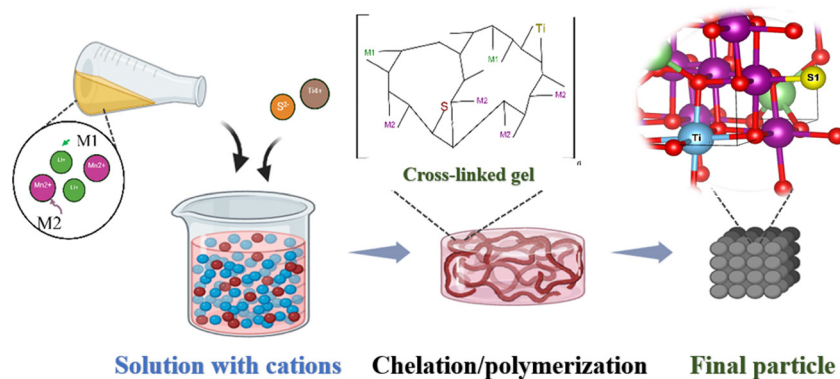 M1
Li+
Mn2+
Mn2+
Li+
M2
S2-
Ti4+
Ti
M1
M1
S
M2
M2
M2
M2
n
Cross-linked gel
S1
Ti
Solution with cations
Chelation/polymerization
Final particle